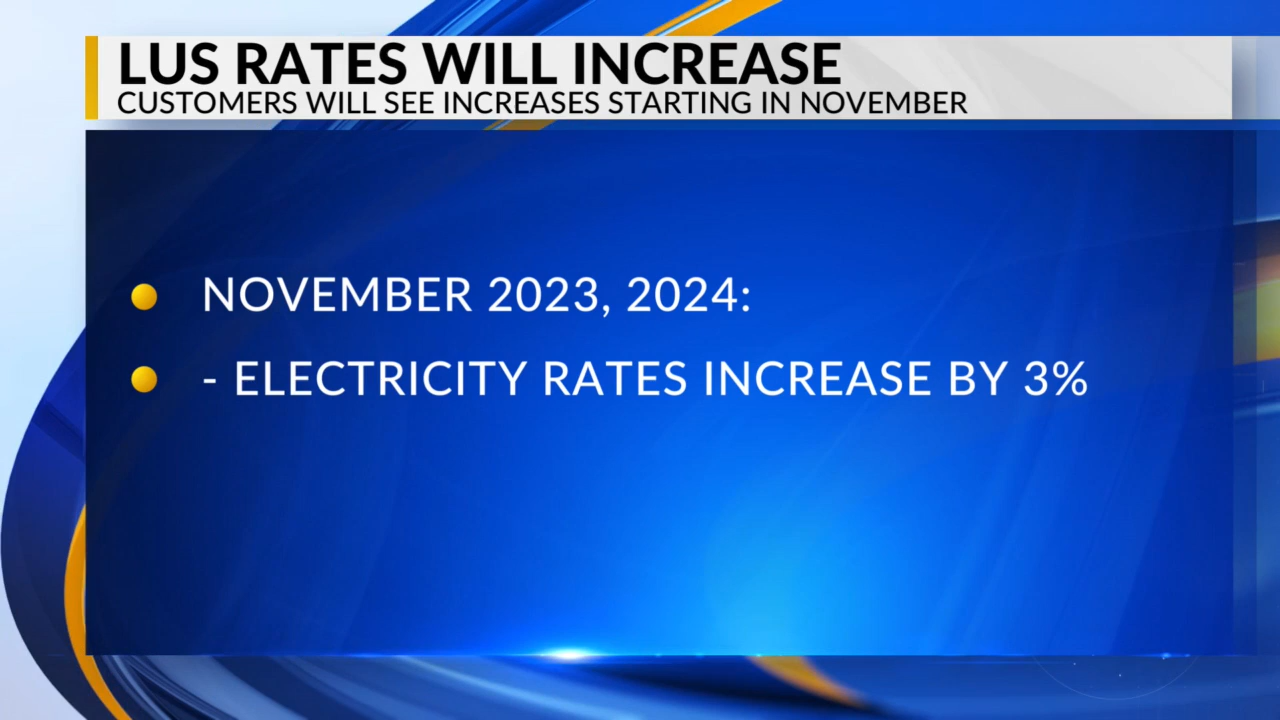 LUS RATES WILL INCREASE
CUSTOMERS WILL SEE INCREASES STARTING IN NOVEMBER
NOVEMBER 2023, 2024:
- ELECTRICITY RATES INCREASE BY 3%